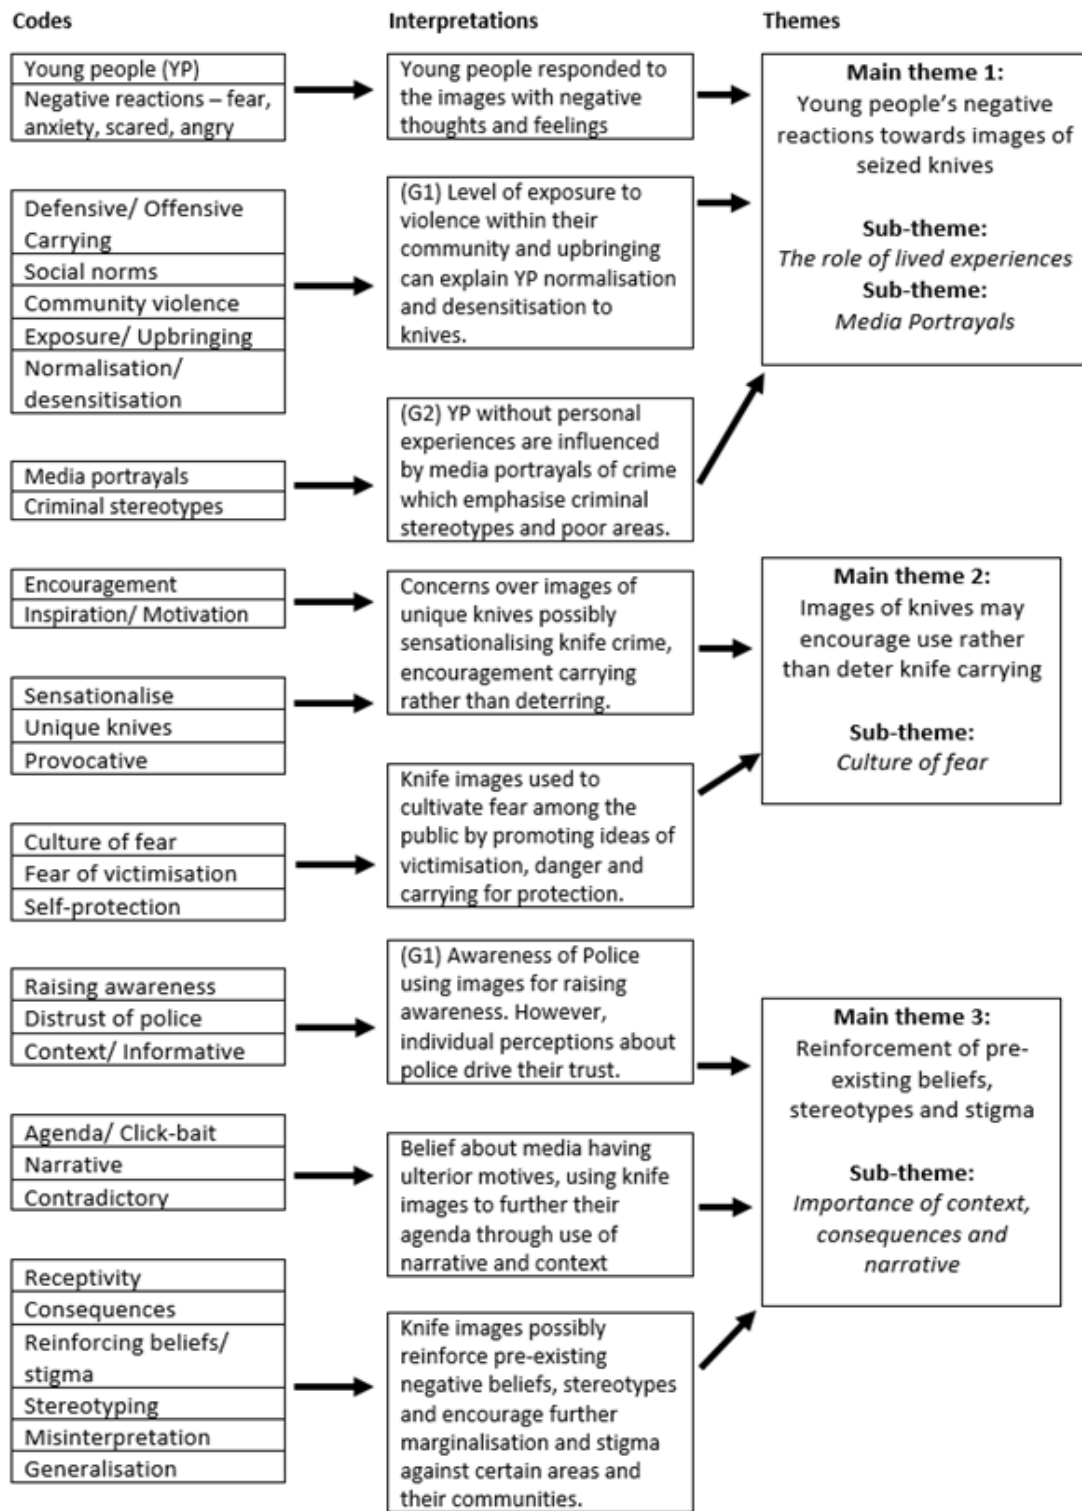 Codes
Interpretations
Themes
Young people (YP)
Negative reactions – fear,
anxiety, scared, angry
Young people responded to
the images with negative
thoughts and feelings
Main theme 1:
Young people's negative
reactions towards images of
seized knives
Sub-theme:
The role of lived experiences
Sub-theme:
Media Portrayals
Defensive/ Offensive
Carrying
Social norms
Community violence
Exposure/ Upbringing
Normalisation/
desensitisation
(G1) Level of exposure to
violence within their
community and upbringing
can explain YP normalisation
and desensitisation to
knives.
Media portrayals
Criminal stereotypes
(G2) YP without personal
experiences are influenced
by media portrayals of crime
which emphasise criminal
stereotypes and poor areas.
Encouragement
Inspiration/ Motivation
Sensationalise
Unique knives
Provocative
Concerns over images of
unique knives possibly
sensationalising knife crime,
encouragement carrying
rather than deterring.
Main theme 2:
Images of knives may
encourage use rather
than deter knife carrying
Sub-theme:
Culture of fear
Culture of fear
Fear of victimisation
Self-protection
Knife images used to
cultivate fear among the
public by promoting ideas of
victimisation, danger and
carrying for protection.
Raising awareness
Distrust of police
Context/ Informative
(G1) Awareness of Police
using images for raising
awareness. However,
individual perceptions about
police drive their trust.
Main theme 3:
Reinforcement of pre-
existing beliefs,
stereotypes and stigma
Sub-theme:
Importance of context,
consequences and
narrative
Agenda/ Click-bait
Narrative
Contradictory
Belief about media having
ulterior motives, using knife
images to further their
agenda through use of
narrative and context
Receptivity
Consequences
Reinforcing beliefs/
stigma
Stereotyping
Misinterpretation
Generalisation
Knife images possibly
reinforce pre-existing
negative beliefs, stereotypes
and encourage further
marginalisation and stigma
against certain areas and
their communities.